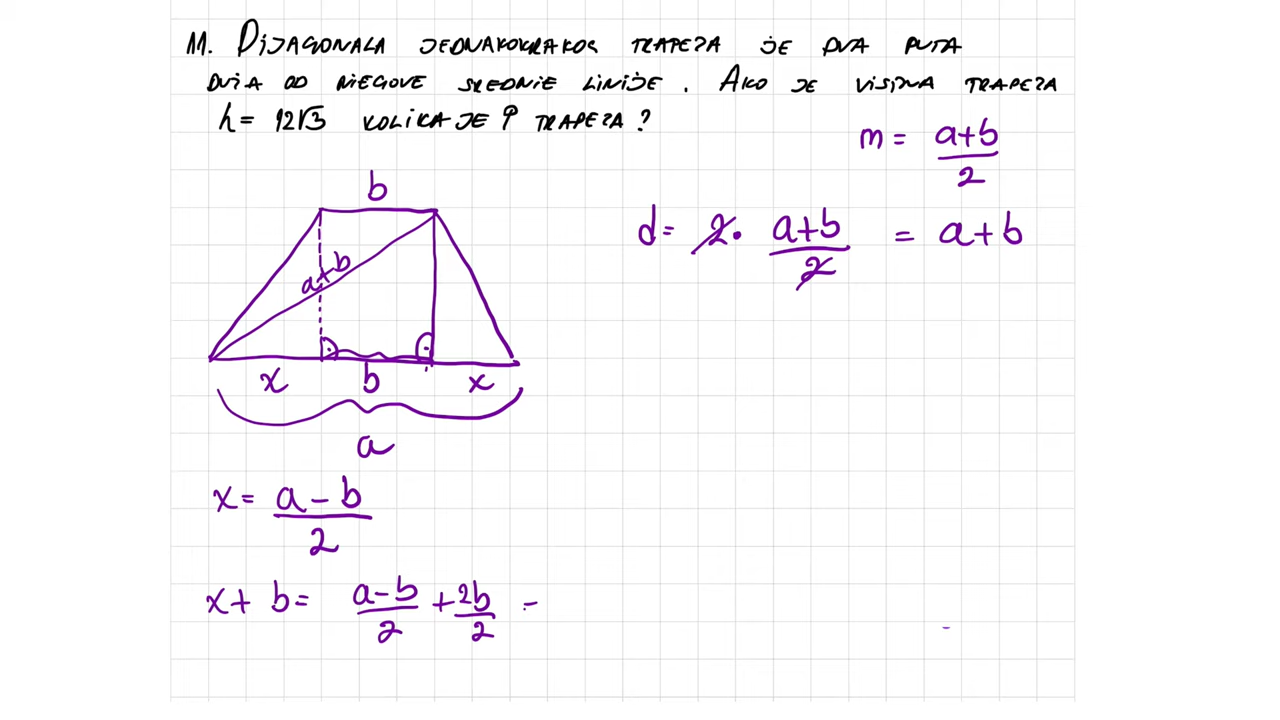 11. DIJAGONALA JEDNAKOKRAKOG TRAPEZA JE DVA PUTA
DUŽA OD NJEGOVE SREDNJE LINIJE. AKO JE VISINA TRAPEZA
h= 12√3 KOLIKA JE P TRAPEZA?
m = (a+b)/2
b
d= 2 · (a+b)/2 = a+b
a+b
x b x
a
x= (a-b)/2
x+ b= (a-b)/2 + 2b/2 =